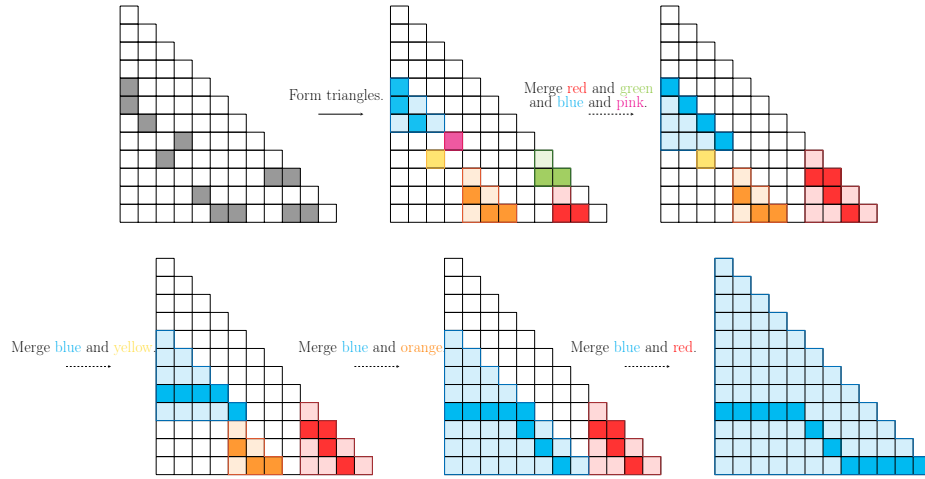 Form triangles.
Merge red and green
and blue and pink.
Merge blue and yellow.
Merge blue and orange.
Merge blue and red.